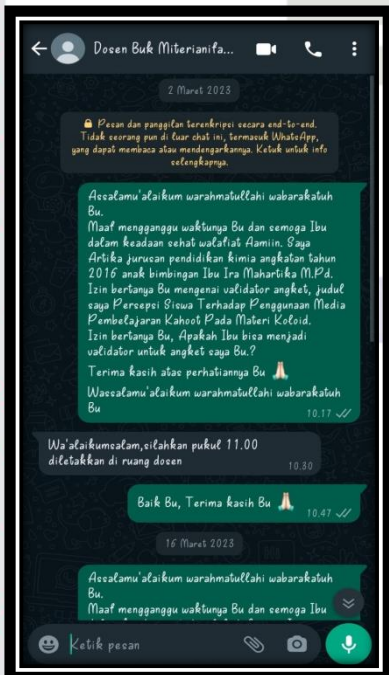 Dosen Buk Miterianifa...
2 Maret 2023
Pesan dan panggilan terenkripsi secara end-to-end.
Tidak seorang pun di luar chat ini, termasuk WhatsApp,
yang dapat membaca atau mendengarkannya. Ketuk untuk info
selengkapnya.
Assalamu'alaikum warahmatullahi wabarakatuh
Bu.
Maaf mengganggu waktunya Bu dan semoga Ibu
dalam keadaan sehat walafiat Aamiin. Saya
Artika jurusan pendidikan kimia angkatan tahun
2016 anak bimbingan Ibu Ira Mahartika M.Pd.
Izin bertanya Bu mengenai validator angket, judul
saya Persepsi Siswa Terhadap Penggunaan Media
Pembelajaran Kahoot Pada Materi Koloid.
Izin bertanya Bu, Apakah Ibu bisa menjadi
validator untuk angket saya Bu.?
Terima kasih atas perhatiannya Bu 🙏🏻
Wassalamu'alaikum warahmatullahi wabarakatuh
Bu
10.17
Wa'alaikumsalam,silahkan pukul 11.00
diletakkan di ruang dosen
10.30
Baik Bu, Terima kasih Bu 🙏🏻
10.47
16 Maret 2023
Assalamu'alaikum warahmatullahi wabarakatuh
Bu.
Maaf mengganggu waktunya Bu dan semoga Ibu
Ketik pesan